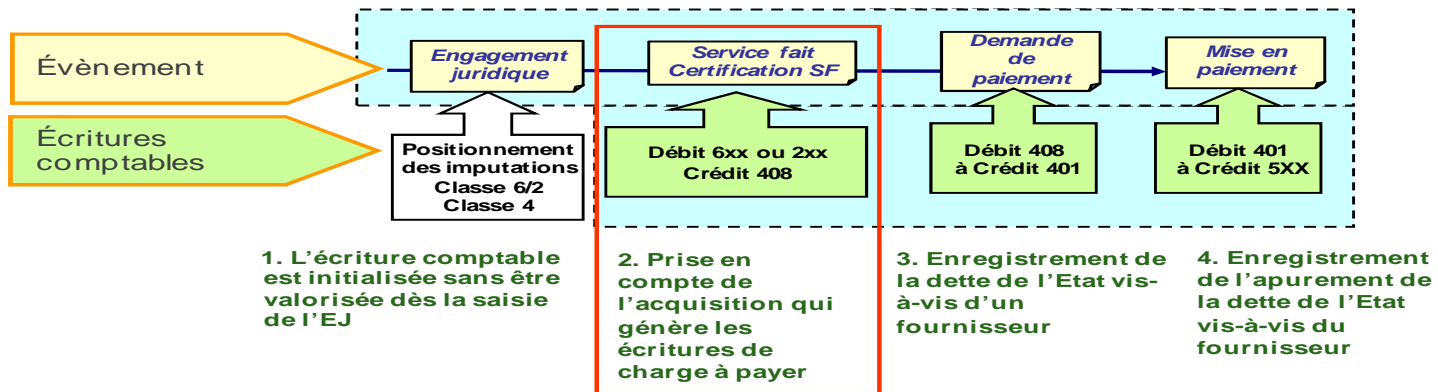 Évènement
Engagement
juridique
Service fait
Certification SF
Demande
de
paiement
Mise en
paiement
Écritures
comptables
Positionnement
des imputations
Classe 6/2
Classe 4
Débit 6xx ou 2xx
Crédit 408
Débit 408
à Crédit 401
Débit 401
à Crédit 5XX
1. L'écriture comptable
est initialisée sans être
valorisée dès la saisie
de l'EJ
2. Prise en
compte de
l'acquisition qui
génère les
écritures de
charge à payer
3. Enregistrement de
la dette de l'Etat vis-
à-vis d'un
fournisseur
4. Enregistrement
de l'apurement de
la dette de l'Etat
vis-à-vis du
fournisseur